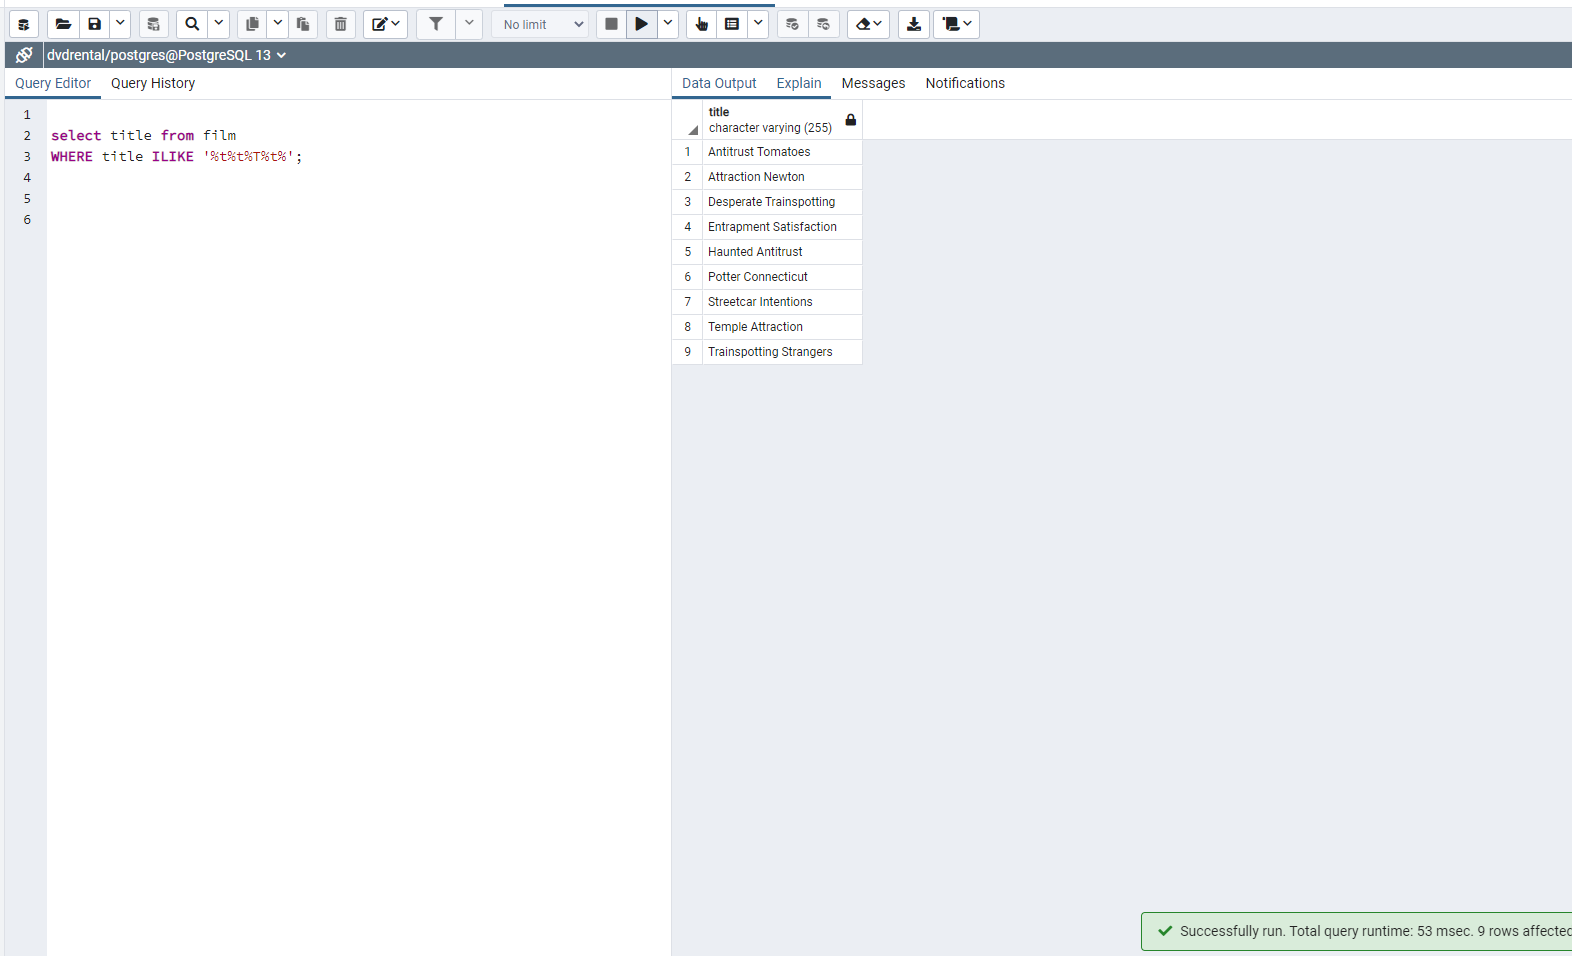 No limit
dvdrental/postgres@PostgreSQL 13
Query Editor Query History
Data Output Explain Messages Notifications
1
2 select title from film
3 WHERE title ILIKE '%t%t%T%t%';
4
5
6
title
character varying (255)
1 Antitrust Tomatoes
2 Attraction Newton
3 Desperate Trainspotting
4 Entrapment Satisfaction
5 Haunted Antitrust
6 Potter Connecticut
7 Streetcar Intentions
8 Temple Attraction
9 Trainspotting Strangers
Successfully run. Total query runtime: 53 msec. 9 rows affected